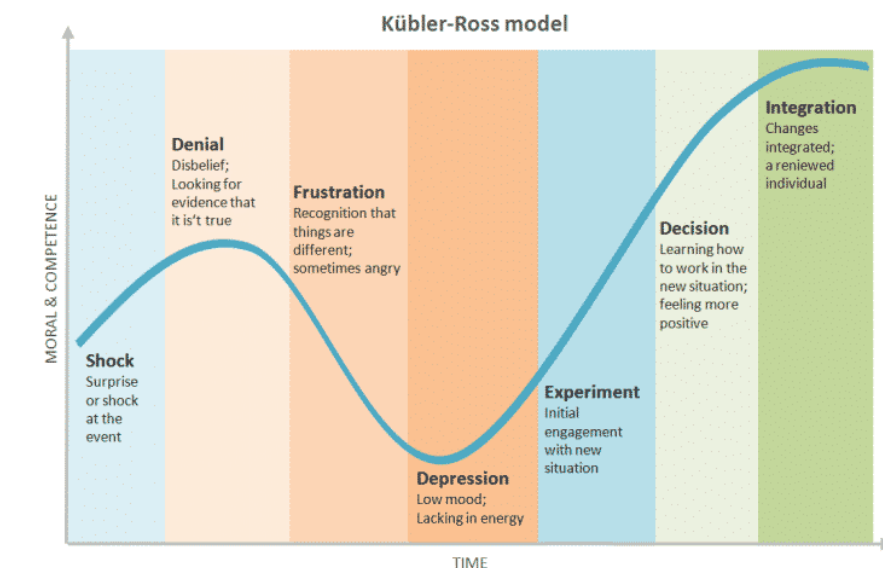 Kübler-Ross model
MORAL & COMPETENCE
Shock
Surprise
or shock
at the
event
Denial
Disbelief;
Looking for
evidence that
it is't true
Frustration
Recognition that
things are
different;
sometimes angry
Depression
Low mood;
Lacking in energy
Experiment
Initial
engagement
with new
situation
Decision
Learning how
to work in the
new situation;
feeling more
positive
Integration
Changes
integrated;
a reniewed
individual
TIME